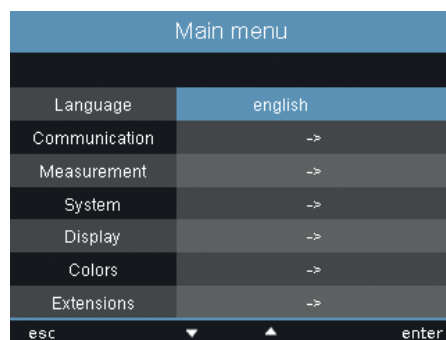 Main menu
Language english
Communication ->
Measurement ->
System ->
Display ->
Colors ->
Extensions ->
esc enter